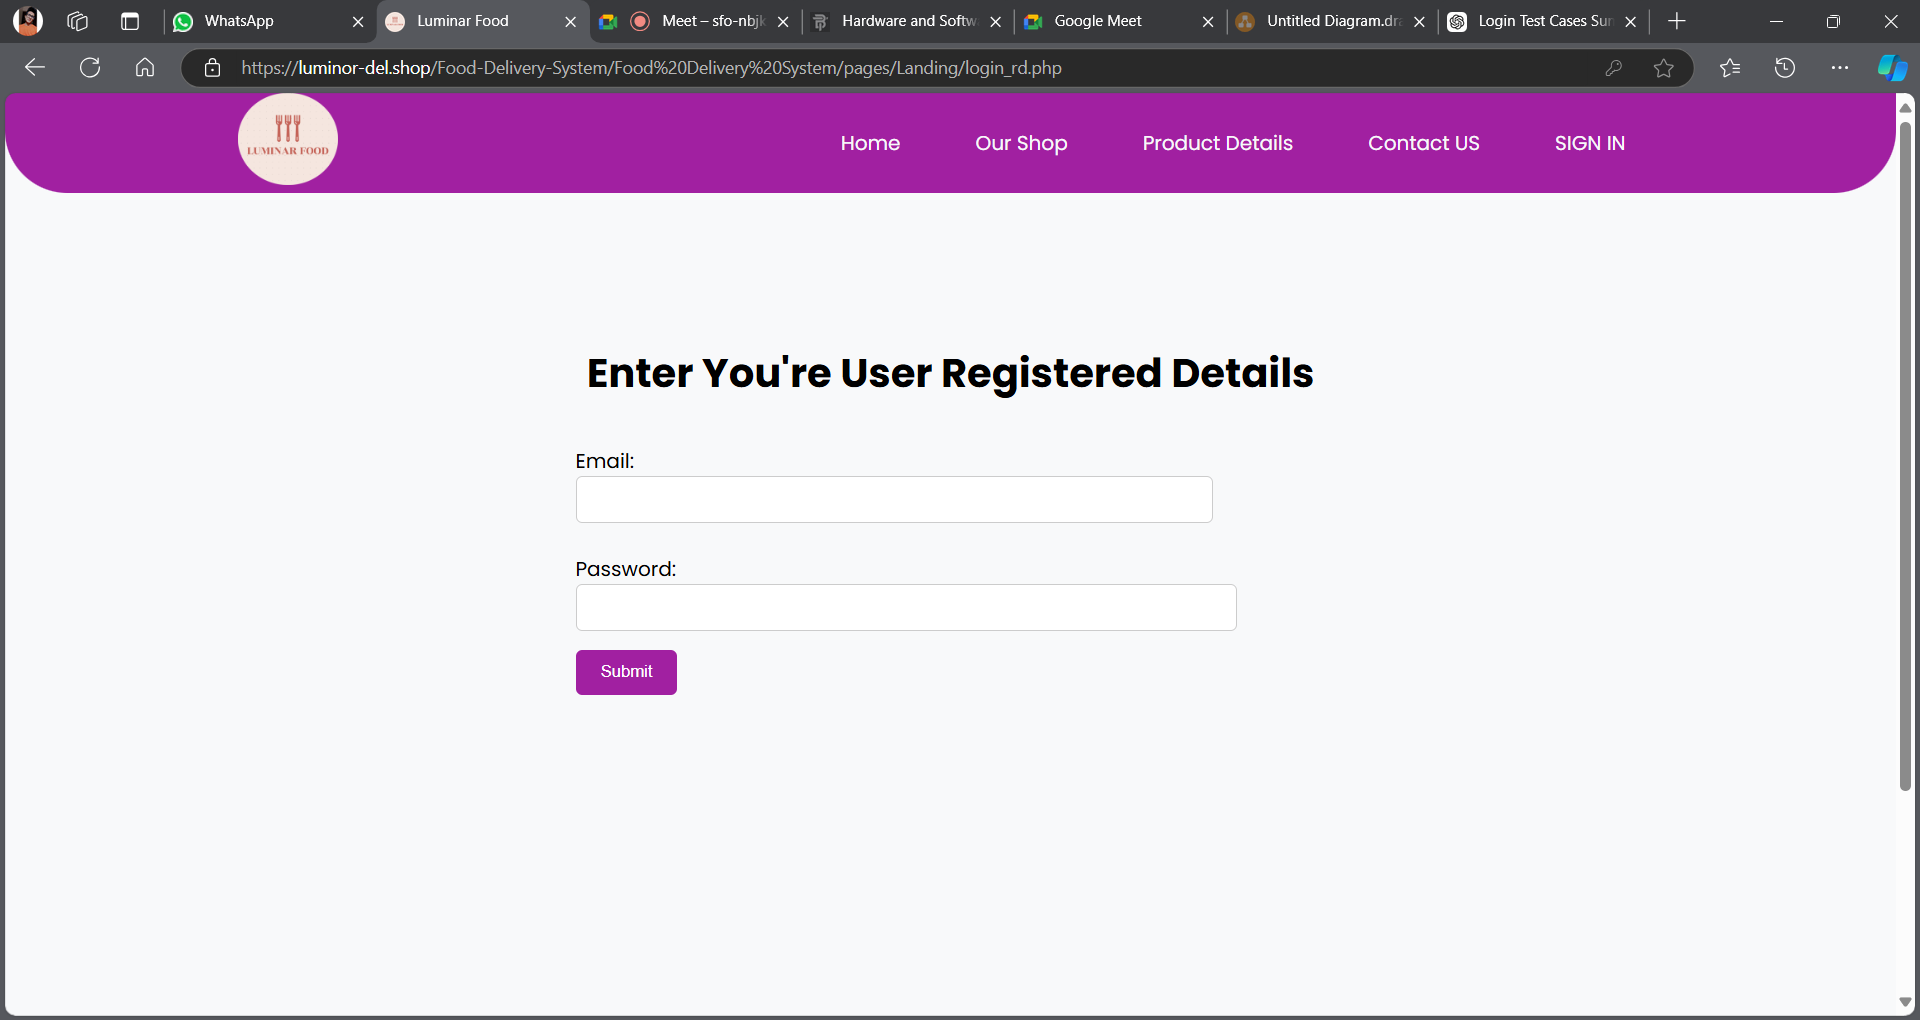 WhatsApp
Luminar Food
Meet – sfo-nbjk
Hardware and Softw
Google Meet
Untitled Diagram.dra
Login Test Cases Sum
https://luminor-del.shop/Food-Delivery-System/Food%20Delivery%20System/pages/Landing/login_rd.php
LUMINAR FOOD
Home
Our Shop
Product Details
Contact US
SIGN IN
Enter You're User Registered Details
Email:
Password:
Submit